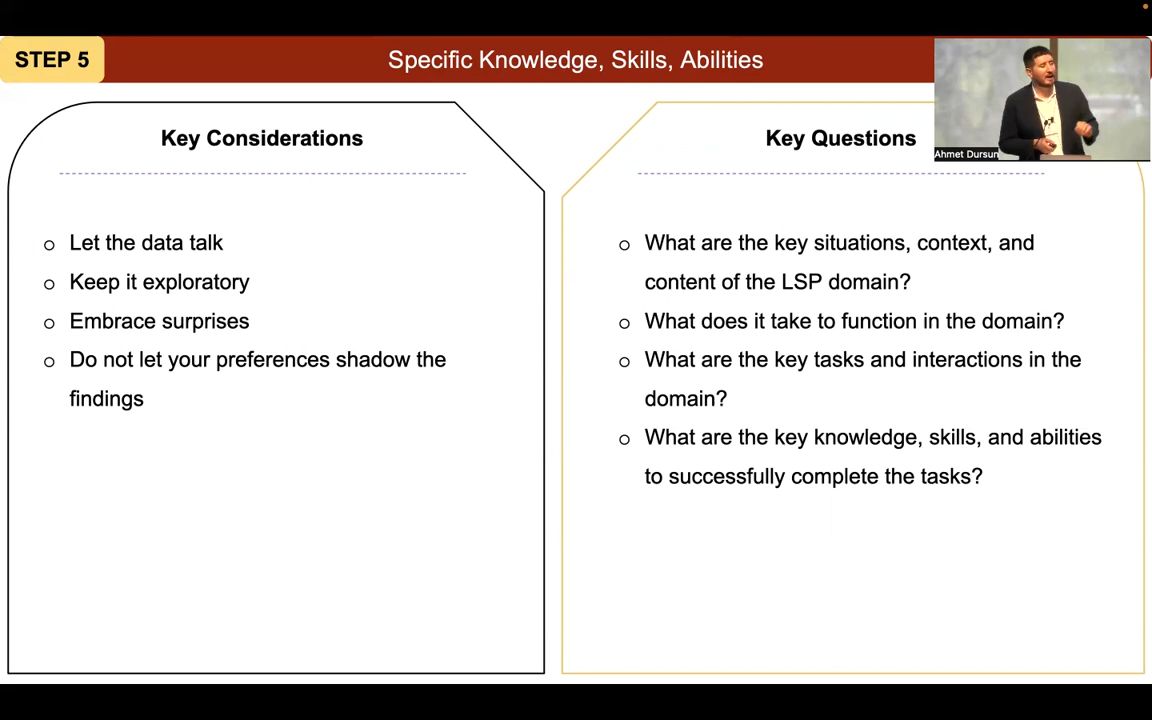 STEP 5
Specific Knowledge, Skills, Abilities
Key Considerations
Let the data talk
Keep it exploratory
Embrace surprises
Do not let your preferences shadow the
findings
Key Questions
What are the key situations, context, and
content of the LSP domain?
What does it take to function in the domain?
What are the key tasks and interactions in the
domain?
What are the key knowledge, skills, and abilities
to successfully complete the tasks?
Ahmet Dursun